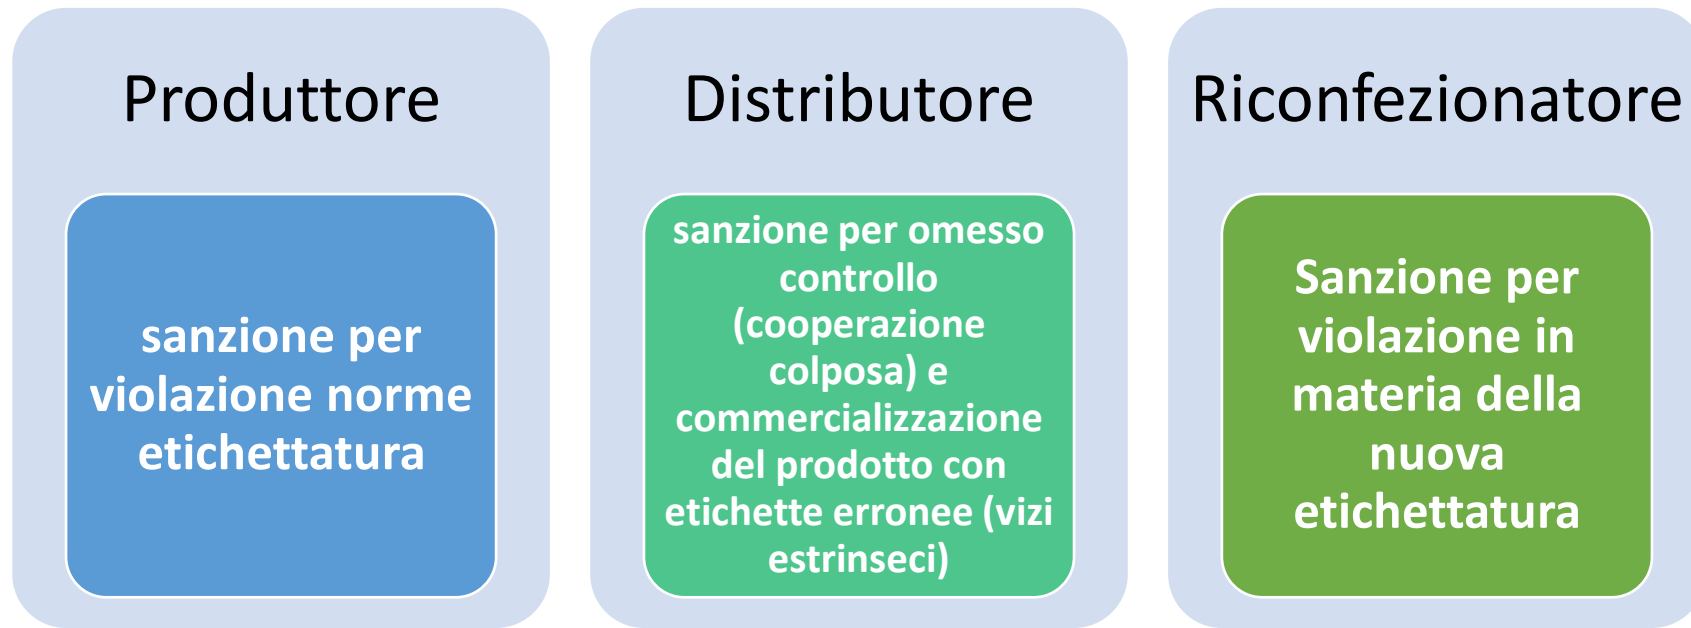 Produttore
sanzione per
violazione norme
etichettatura
Distributore
sanzione per omesso
controllo
(cooperazione
colposa) e
commercializzazione
del prodotto con
etichette erronee (vizi
estrinseci)
Riconfezionatore
Sanzione per
violazione in
materia della
nuova
etichettatura